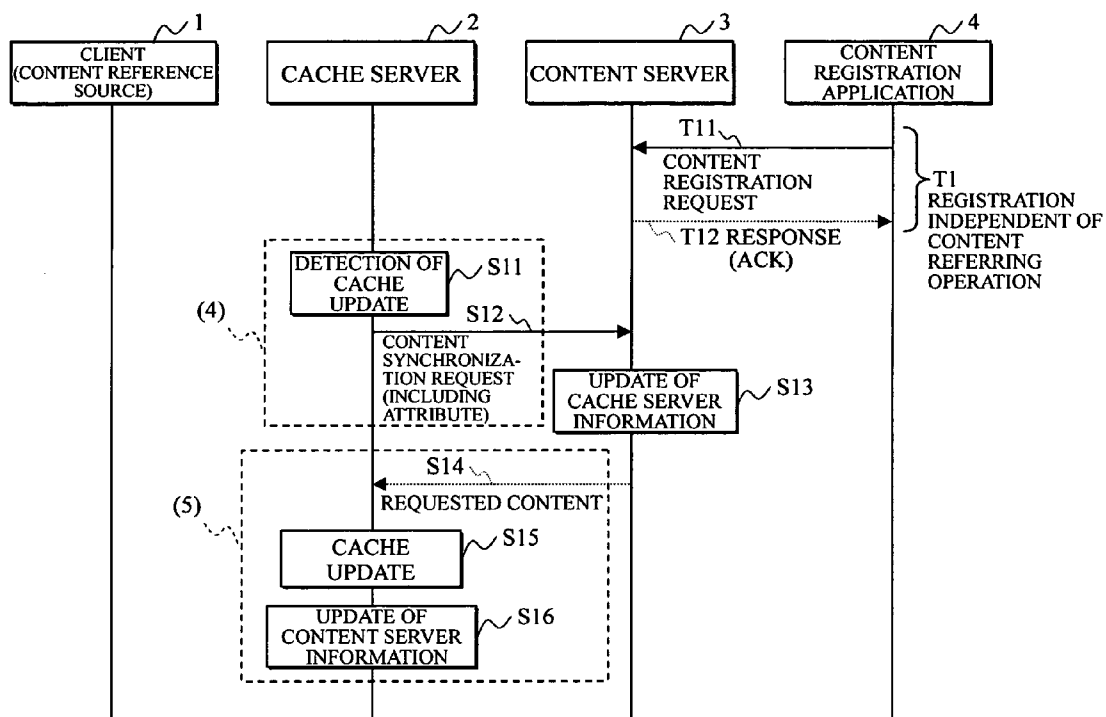 1
2
3
4
CLIENT
(CONTENT REFERENCE
SOURCE)
CACHE SERVER
CONTENT SERVER
CONTENT
REGISTRATION
APPLICATION
T11
CONTENT
REGISTRATION
REQUEST
T12 RESPONSE
(ACK)
T1
REGISTRATION
INDEPENDENT OF
CONTENT
REFERRING
OPERATION
(4)
DETECTION OF
CACHE
UPDATE
S11
S12
CONTENT
SYNCHRONIZA-
TION REQUEST
(INCLUDING
ATTRIBUTE)
UPDATE OF
CACHE SERVER
INFORMATION
S13
(5)
S14
REQUESTED CONTENT
CACHE
UPDATE
S15
UPDATE OF
CONTENT SERVER
INFORMATION
S16